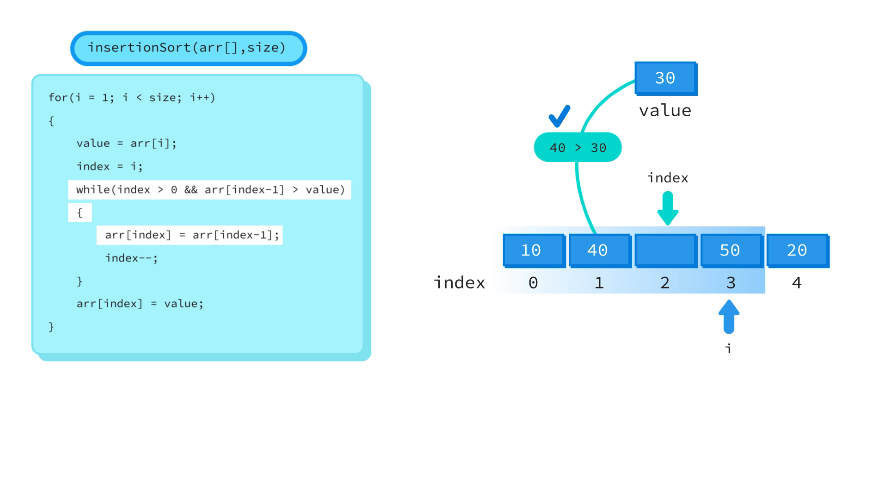 insertionSort(arr[],size)
for(i = 1; i < size; i++)
{
value = arr[i];
index = i;
while(index > 0 && arr[index-1] > value)
{
arr[index] = arr[index-1];
index--;
}
arr[index] = value;
}
30
value
40 > 30
index
10 40 50 20
index 0 1 2 3 4
i